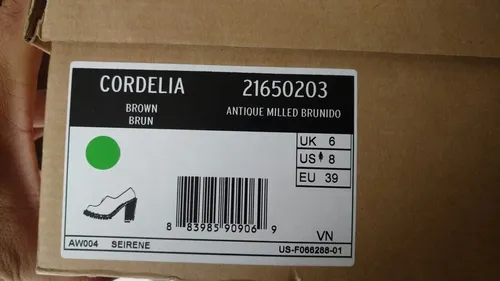 CORDELIA 21650203
BROWN ANTIQUE MILLED BRUNIDO
BRUN
UK 6
US 8
EU 39
8 83985 90906 9
VN
AW004 SEIRENE US-F066288-01